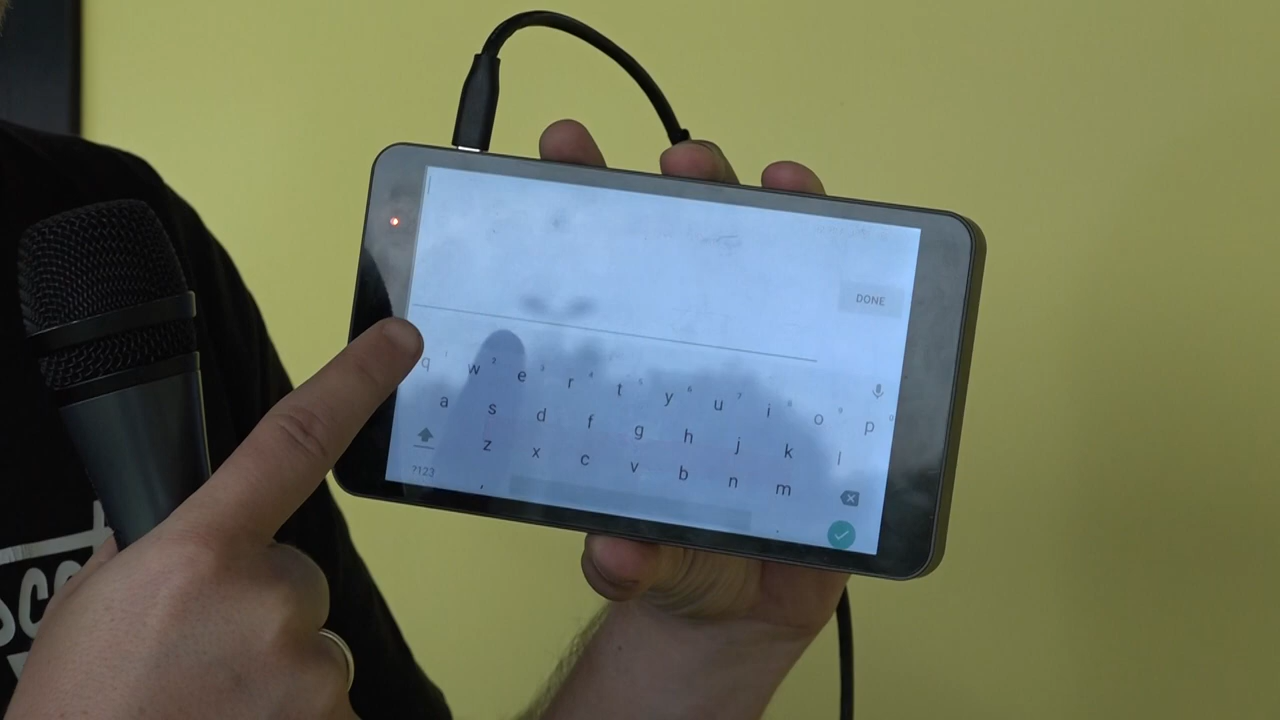 DONE
q w e r t y u i o p
a s d f g h j k l
z x c v b n m
?123 , .